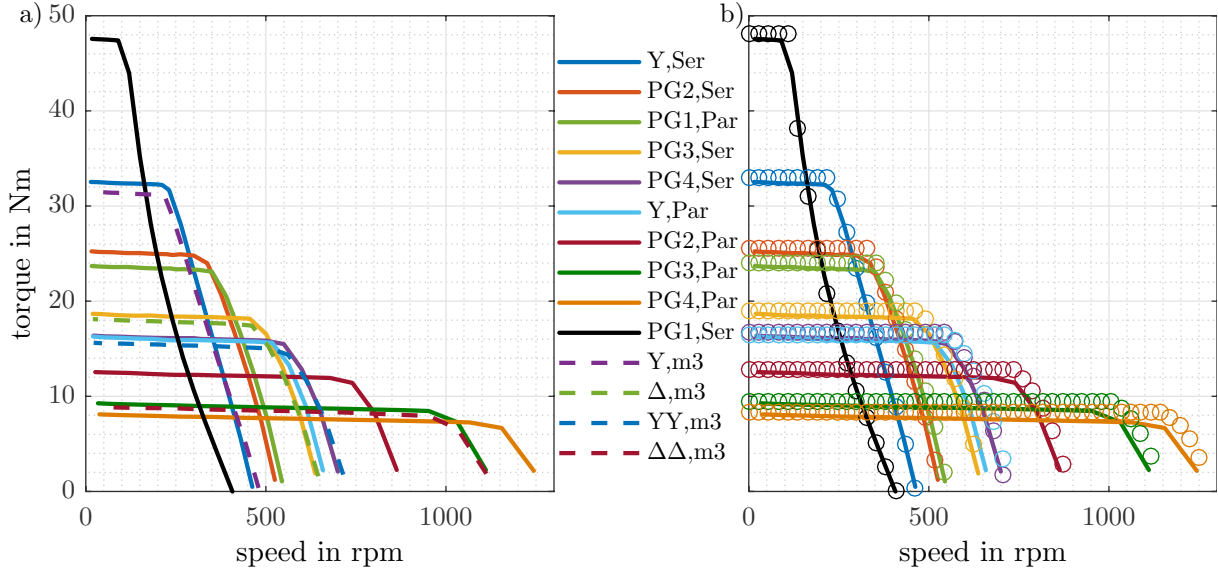 a)
50
40
30
20
10
0
torque in Nm
0
500
1000
speed in rpm
Y,Ser
PG2,Ser
PG1,Par
PG3,Ser
PG4,Ser
Y,Par
PG2,Par
PG3,Par
PG4,Par
PG1,Ser
Y,m3
Δ,m3
YY,m3
ΔΔ,m3
b)
0
500
1000
speed in rpm